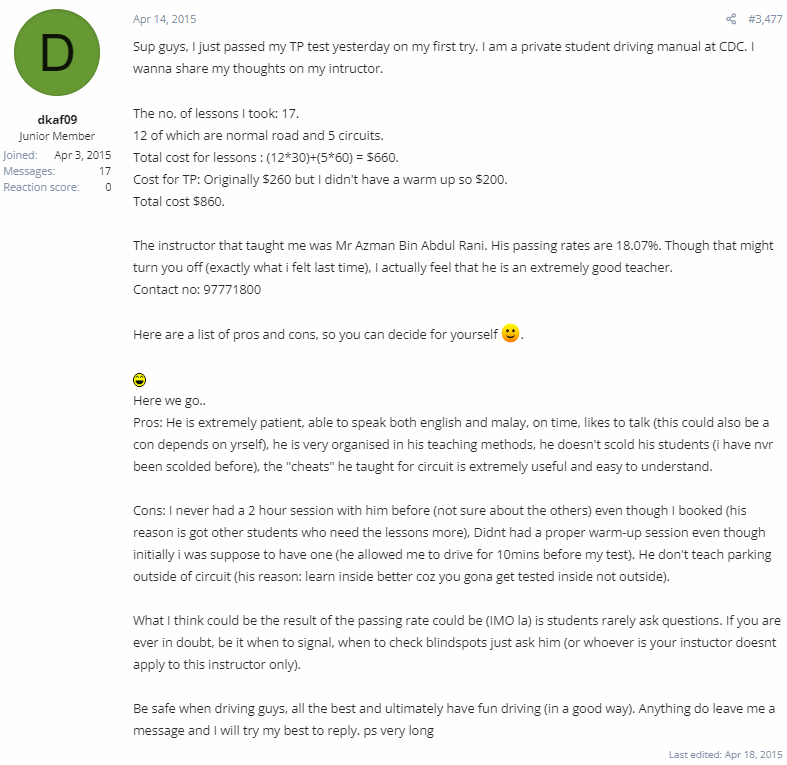 D
dkaf09
Junior Member
Joined: Apr 3, 2015
Messages: 17
Reaction score: 0
Apr 14, 2015
#3,477
Sup guys, I just passed my TP test yesterday on my first try. I am a private student driving manual at CDC. I
wanna share my thoughts on my intructor.
The no. of lessons I took: 17.
12 of which are normal road and 5 circuits.
Total cost for lessons : (12*30)+(5*60) = $660.
Cost for TP: Originally $260 but I didn't have a warm up so $200.
Total cost $860.
The instructor that taught me was Mr Azman Bin Abdul Rani. His passing rates are 18.07%. Though that might
turn you off (exactly what i felt last time), I actually feel that he is an extremely good teacher.
Contact no: 97771800
Here are a list of pros and cons, so you can decide for yourself .
Here we go..
Pros: He is extremely patient, able to speak both english and malay, on time, likes to talk (this could also be a
con depends on yrself), he is very organised in his teaching methods, he doesn't scold his students (i have nvr
been scolded before), the "cheats" he taught for circuit is extremely useful and easy to understand.
Cons: I never had a 2 hour session with him before (not sure about the others) even though I booked (his
reason is got other students who need the lessons more), Didnt had a proper warm-up session even though
initially i was suppose to have one (he allowed me to drive for 10mins before my test). He don't teach parking
outside of circuit (his reason: learn inside better coz you gona get tested inside not outside).
What I think could be the result of the passing rate could be (IMO la) is students rarely ask questions. If you are
ever in doubt, be it when to signal, when to check blindspots just ask him (or whoever is your instuctor doesnt
apply to this instructor only).
Be safe when driving guys, all the best and ultimately have fun driving (in a good way). Anything do leave me a
message and I will try my best to reply. ps very long
Last edited: Apr 18, 2015